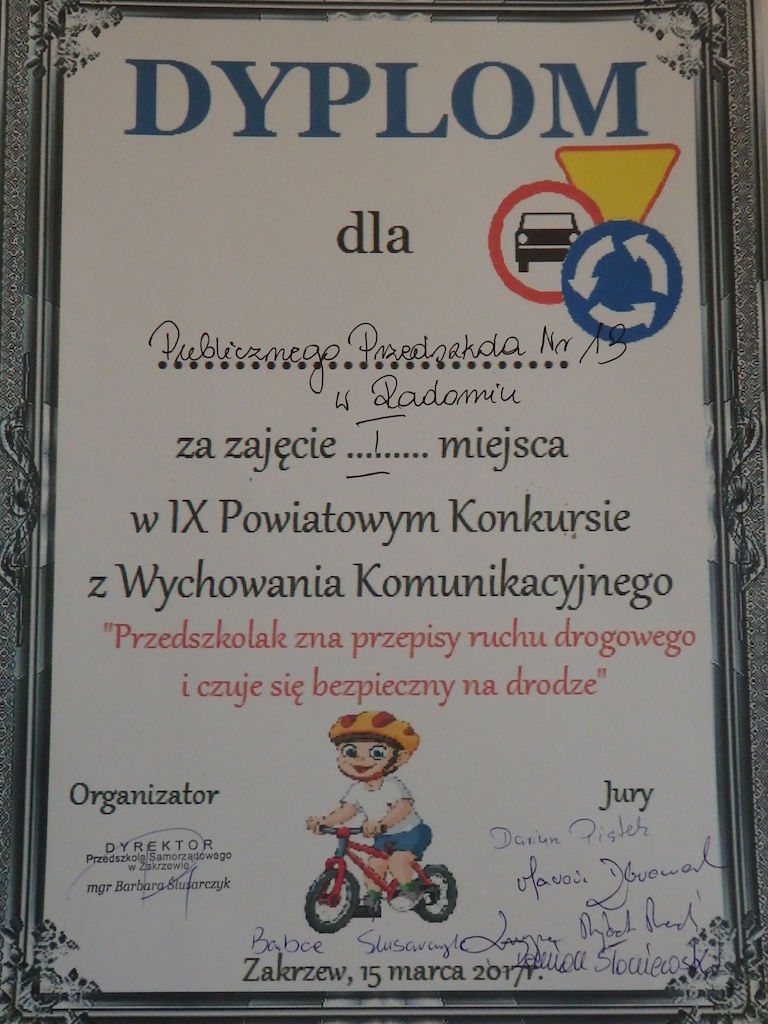 DYPLOM
dla
Publicznego Przedszkola Nr 13
w Radomiu
za zajęcie ...I...... miejsca
w IX Powiatowym Konkursie
z Wychowania Komunikacyjnego
"Przedszkolak zna przepisy ruchu drogowego
i czuje się bezpieczny na drodze"
Organizator
Jury
DYREKTOR
Przedszkola Samorządowego
w Zakrzewie
mgr Barbara Ślusarczyk
Dariusz Piątek
Zakrzew, 15 marca 2017r.